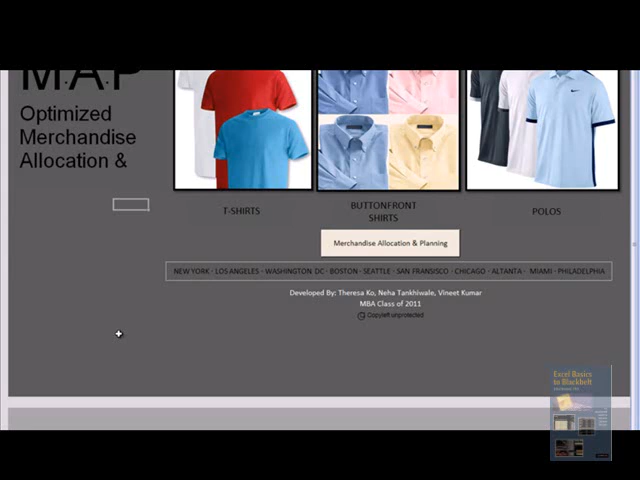 M.A.P
Optimized
Merchandise
Allocation &
T-SHIRTS
BUTTONFRONT
SHIRTS
POLOS
Merchandise Allocation & Planning
NEW YORK · LOS ANGELES · WASHINGTON DC · BOSTON · SEATTLE · SAN FRANSISCO · CHICAGO · ALTANTA · MIAMI · PHILADELPHIA
Developed By: Theresa Ko, Neha Tankhiwale, Vineet Kumar
MBA Class of 2011
Copyleft unprotected
Excel Basics
to Blackbelt